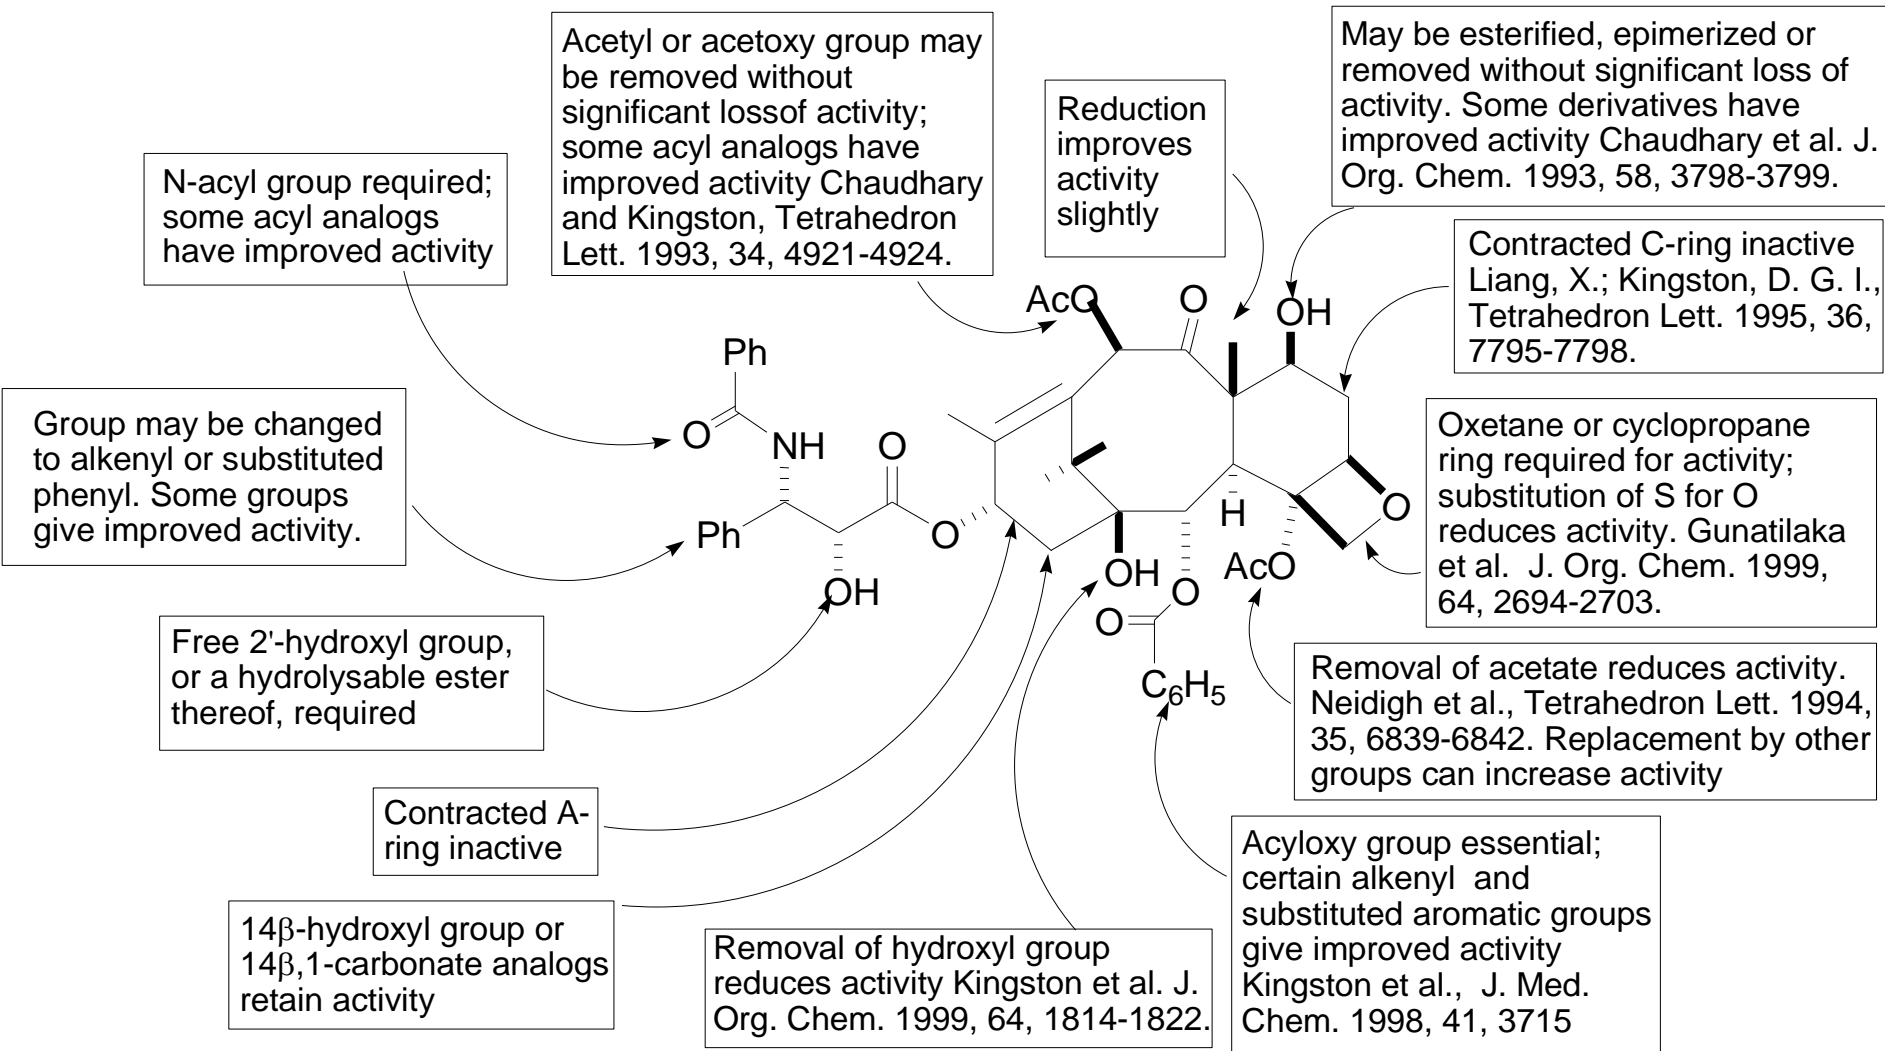 Acetyl or acetoxy group may
be removed without
significant lossof activity;
some acyl analogs have
improved activity Chaudhary
and Kingston, Tetrahedron
Lett. 1993, 34, 4921-4924.
Reduction
improves
activity
slightly
May be esterified, epimerized or
removed without significant loss of
activity. Some derivatives have
improved activity Chaudhary et al. J.
Org. Chem. 1993, 58, 3798-3799.
N-acyl group required;
some acyl analogs
have improved activity
Contracted C-ring inactive
Liang, X.; Kingston, D. G. I.,
Tetrahedron Lett. 1995, 36,
7795-7798.
Group may be changed
to alkenyl or substituted
phenyl. Some groups
give improved activity.
Oxetane or cyclopropane
ring required for activity;
substitution of S for O
reduces activity. Gunatilaka
et al.  J. Org. Chem. 1999,
64, 2694-2703.
AcO
O
OH
Ph
O
NH
O
Ph
O
OH
OH
H
O
AcO
O
O
C6H5
Free 2'-hydroxyl group,
or a hydrolysable ester
thereof, required
Removal of acetate reduces activity.
Neidigh et al., Tetrahedron Lett. 1994,
35, 6839-6842. Replacement by other
groups can increase activity
Contracted A-
ring inactive
14β-hydroxyl group or
14β,1-carbonate analogs
retain activity
Removal of hydroxyl group
reduces activity Kingston et al. J.
Org. Chem. 1999, 64, 1814-1822.
Acyloxy group essential;
certain alkenyl  and
substituted aromatic groups
give improved activity
Kingston et al.,  J. Med.
Chem. 1998, 41, 3715